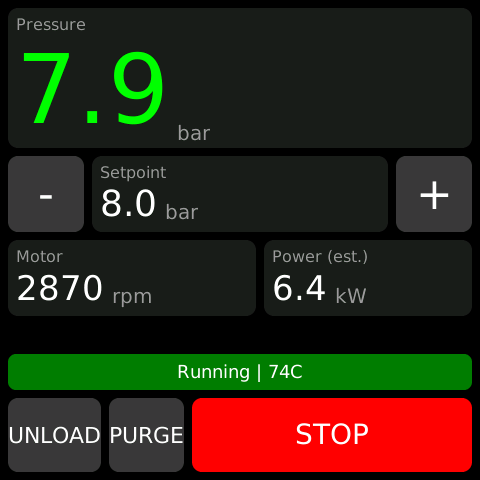 Pressure
7.9 bar
- Setpoint +
8.0 bar
Motor Power (est.)
2870 rpm 6.4 kW
Running | 74C
UNLOAD PURGE STOP